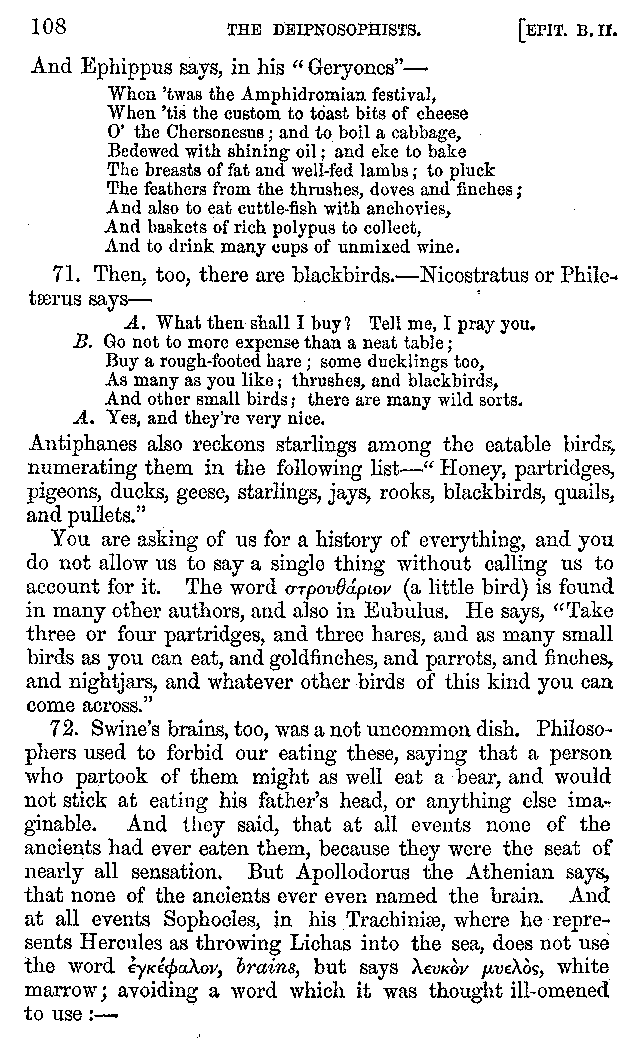 108 THE DEIPNOSOPHISTS. [EPIT. B. II.
And Ephippus says, in his “Geryones”—
When ’twas the Amphidromian festival,
When ’tis the custom to toast bits of cheese
O’ the Chersonesus; and to boil a cabbage,
Bedewed with shining oil; and eke to bake
The breasts of fat and well-fed lambs; to pluck
The feathers from the thrushes, doves and finches;
And also to eat cuttle-fish with anchovies,
And baskets of rich polypus to collect,
And to drink many cups of unmixed wine.
71. Then, too, there are blackbirds.—Nicostratus or Phile-
tærus says—
A. What then shall I buy? Tell me, I pray you.
B. Go not to more expense than a neat table;
Buy a rough-footed hare; some ducklings too,
As many as you like; thrushes, and blackbirds,
And other small birds; there are many wild sorts.
A. Yes, and they’re very nice.
Antiphanes also reckons starlings among the eatable birds,
numerating them in the following list—“Honey, partridges,
pigeons, ducks, geese, starlings, jays, rooks, blackbirds, quails,
and pullets.”
You are asking of us for a history of everything, and you
do not allow us to say a single thing without calling us to
account for it. The word στρουθάριον (a little bird) is found
in many other authors, and also in Eubulus. He says, “Take
three or four partridges, and three hares, and as many small
birds as you can eat, and goldfinches, and parrots, and finches,
and nightjars, and whatever other birds of this kind you can
come across.”
72. Swine’s brains, too, was a not uncommon dish. Philoso-
phers used to forbid our eating these, saying that a person
who partook of them might as well eat a bear, and would
not stick at eating his father’s head, or anything else ima-
ginable. And they said, that at all events none of the
ancients had ever eaten them, because they were the seat of
nearly all sensation. But Apollodorus the Athenian says,
that none of the ancients ever even named the brain. And
at all events Sophocles, in his Trachiniæ, where he repre-
sents Hercules as throwing Lichas into the sea, does not use
the word ἐγκέφαλον, brains, but says λευκὸν μυελὸς, white
marrow; avoiding a word which it was thought ill-omened
to use:—